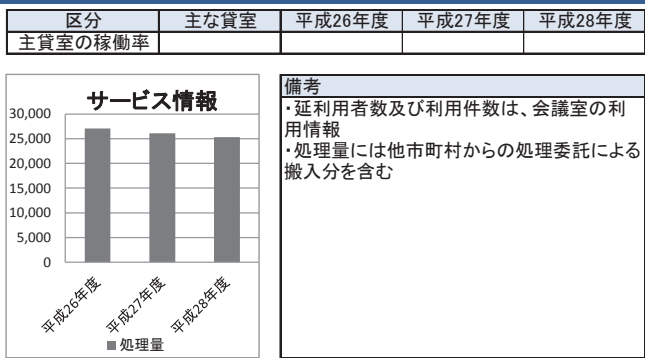 区分 主な貸室 平成26年度 平成27年度 平成28年度
主貸室の稼働率
サービス情報
30,000
25,000
20,000
15,000
10,000
5,000
0
平成26年度 平成27年度 平成28年度
■処理量
備考
・延利用者数及び利用件数は、会議室の利
用情報
・処理量には他市町村からの処理委託による
搬入分を含む